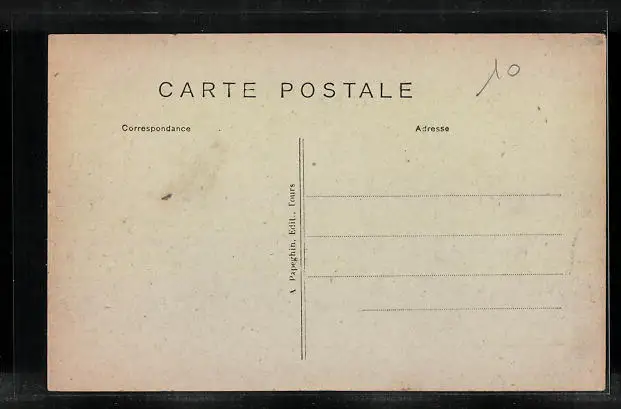 CARTE POSTALE
10
Correspondance
Adresse
A Papeghin, Edit., Tours